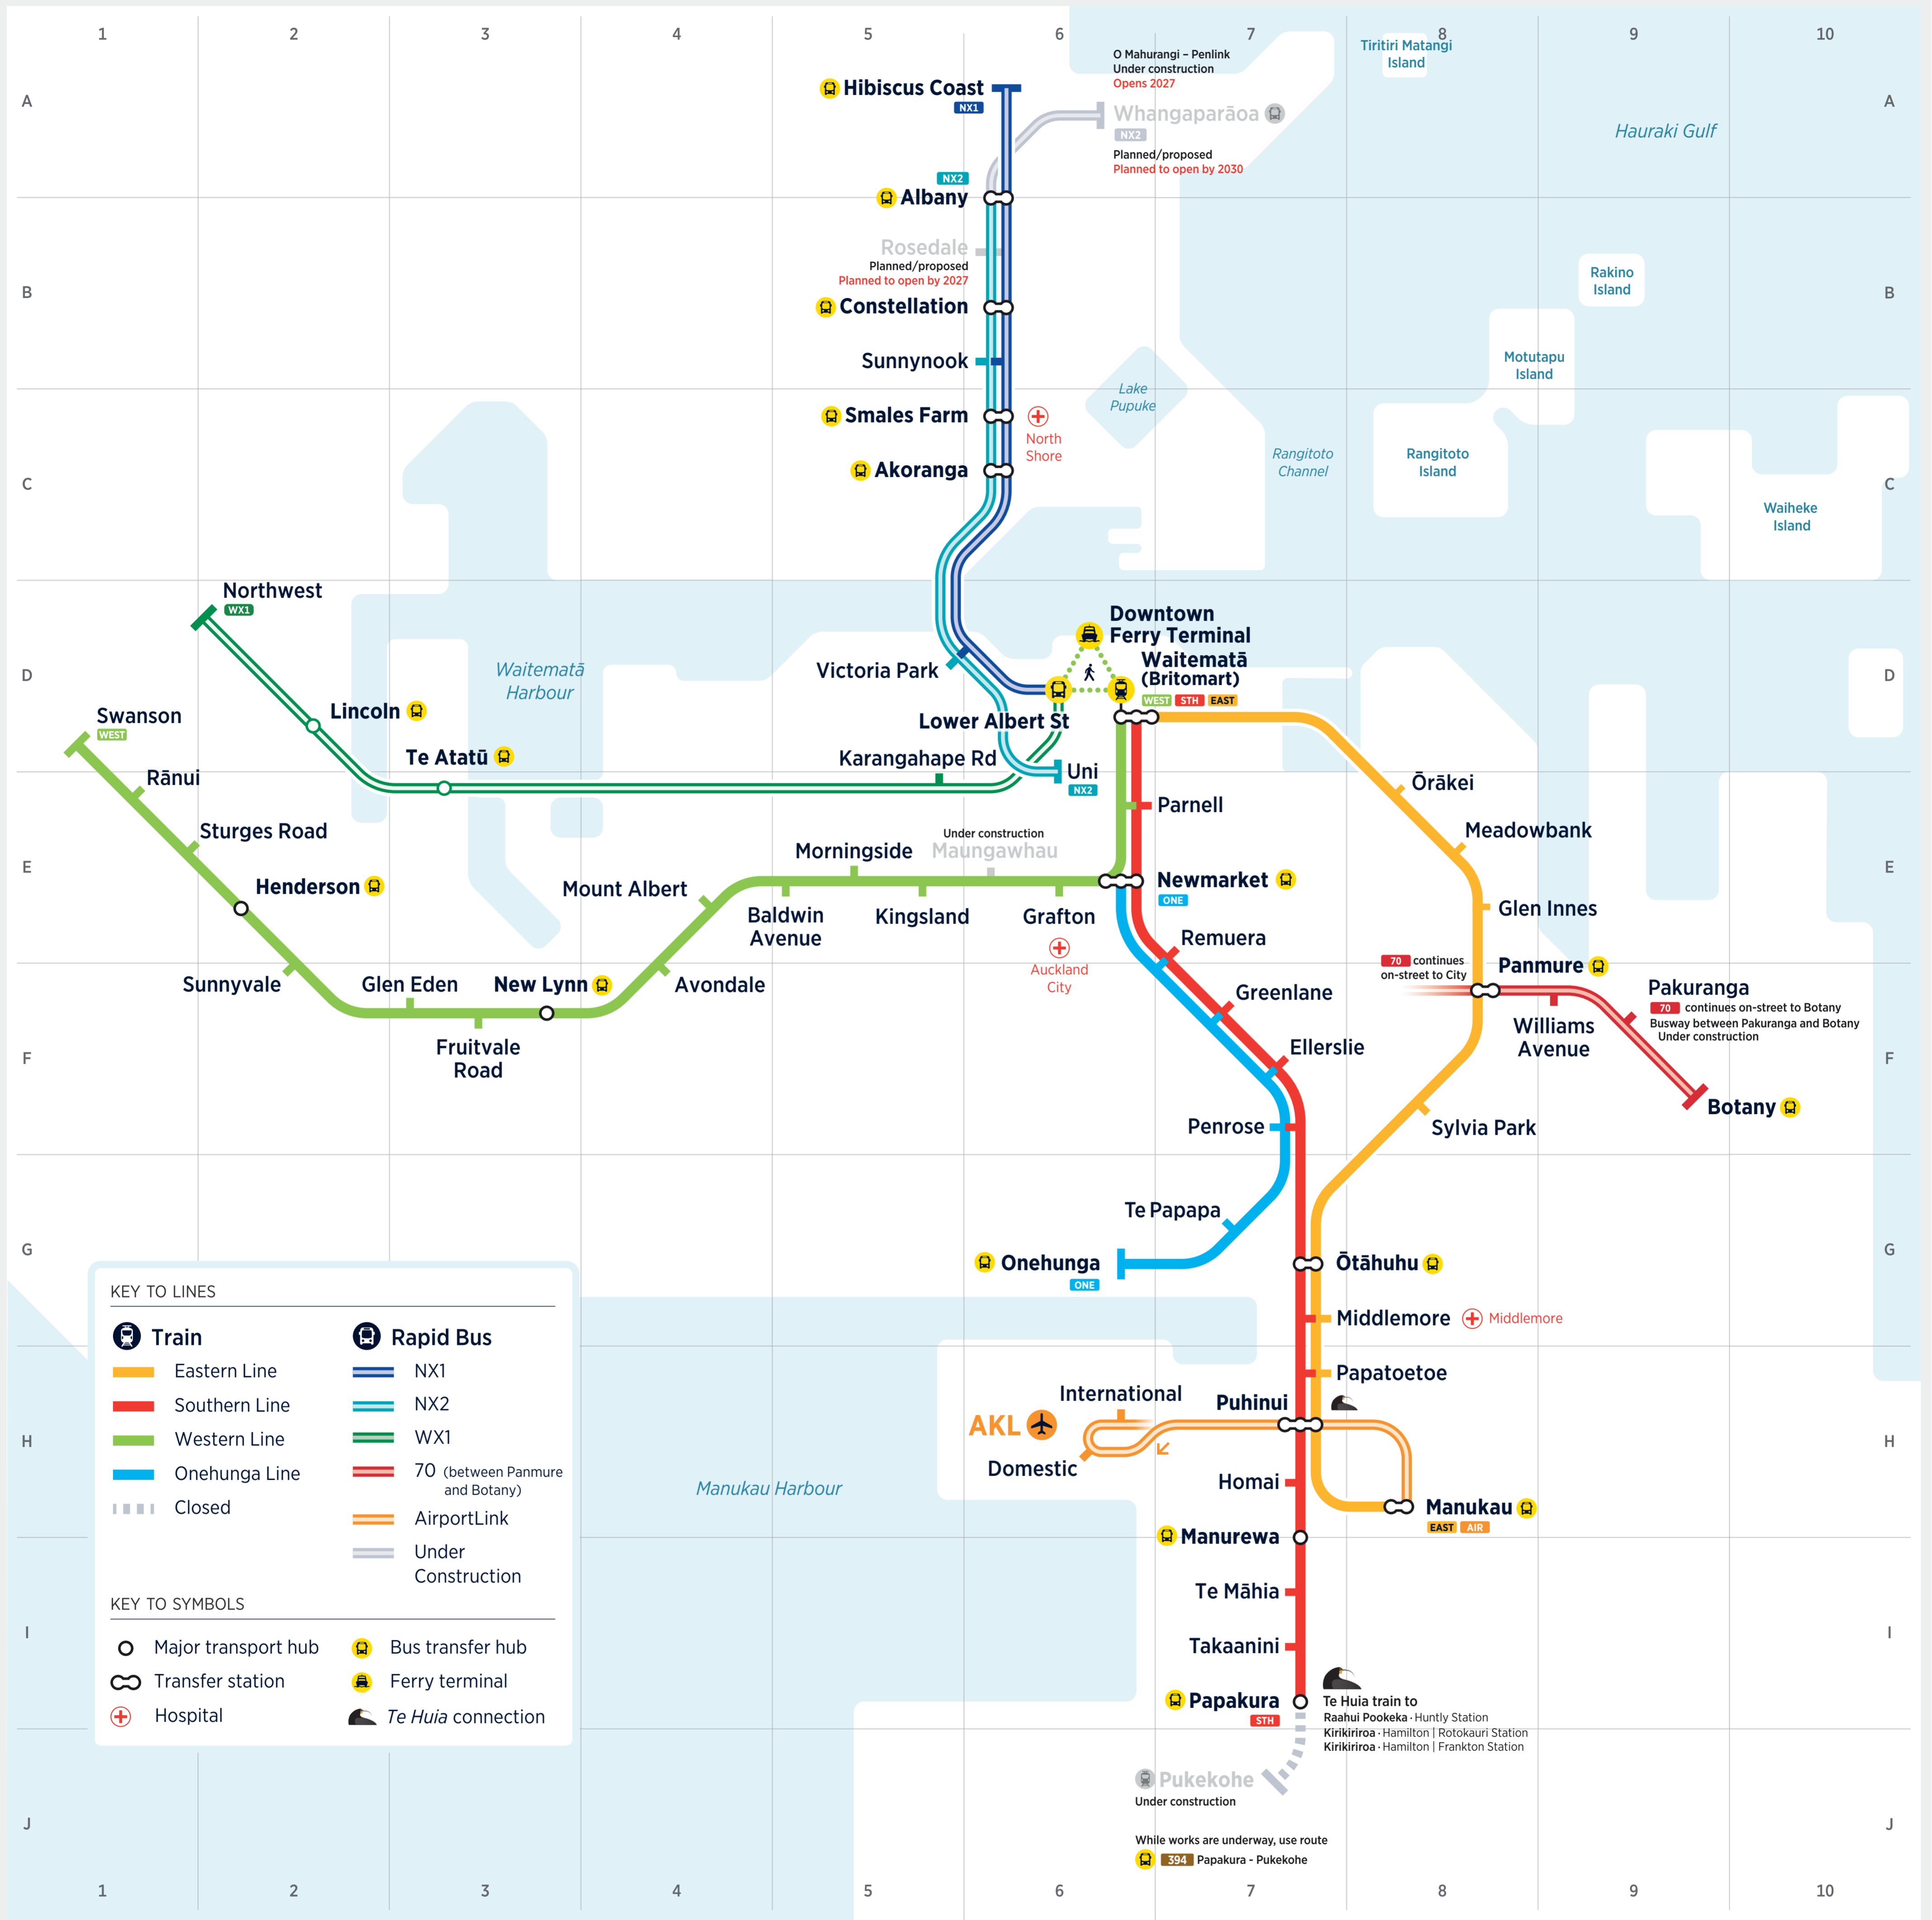 1 2 3 4 5 6 7 8 9 10
A
B
C
D
E
F
G
H
I
J
A
B
C
D
E
F
G
H
I
J
1 2 3 4 5 6 7 8 9 10
Hibiscus Coast
NX1
O Mahurangi – Penlink
Under construction
Opens 2027
Whangaparāoa
NX2
Planned/proposed
Planned to open by 2030
Tiritiri Matangi
Island
Hauraki Gulf
NX2
Albany
Rosedale
Planned/proposed
Planned to open by 2027
Constellation
Sunnynook
Smales Farm
North
Shore
Akoranga
Lake
Pupuke
Rakino
Island
Motutapu
Island
Rangitoto
Channel
Rangitoto
Island
Waiheke
Island
Northwest
WX1
Waitematā
Harbour
Lincoln
Te Atatū
Victoria Park
Downtown
Ferry Terminal
Waitematā
(Britomart)
WEST STH EAST
Lower Albert St
Karangahape Rd
Uni
NX2
Swanson
WEST
Rānui
Sturges Road
Henderson
Sunnyvale
Glen Eden
Fruitvale
Road
New Lynn
Avondale
Mount Albert
Baldwin
Avenue
Morningside
Kingsland
Under construction
Maungawhau
Grafton
Auckland
City
Parnell
Newmarket
ONE
Remuera
Greenlane
Ellerslie
Penrose
Te Papapa
Onehunga
ONE
Ōrākei
Meadowbank
Glen Innes
70 continues
on-street to City
Panmure
Williams
Avenue
Pakuranga
70 continues on-street to Botany
Busway between Pakuranga and Botany
Under construction
Botany
Sylvia Park
Ōtāhuhu
Middlemore
Middlemore
Papatoetoe
Puhinui
International
AKL
Domestic
Manukau Harbour
Homai
Manukau
EAST AIR
Manurewa
Te Māhia
Takaanini
Papakura
STH
Te Huia train to
Raahui Pookeka · Huntly Station
Kirikiriroa · Hamilton | Rotokauri Station
Kirikiriroa · Hamilton | Frankton Station
Pukekohe
Under construction
While works are underway, use route
394 Papakura - Pukekohe
KEY TO LINES
Train
Eastern Line
Southern Line
Western Line
Onehunga Line
Closed
Rapid Bus
NX1
NX2
WX1
70 (between Panmure
and Botany)
AirportLink
Under
Construction
KEY TO SYMBOLS
Major transport hub
Transfer station
Hospital
Bus transfer hub
Ferry terminal
Te Huia connection